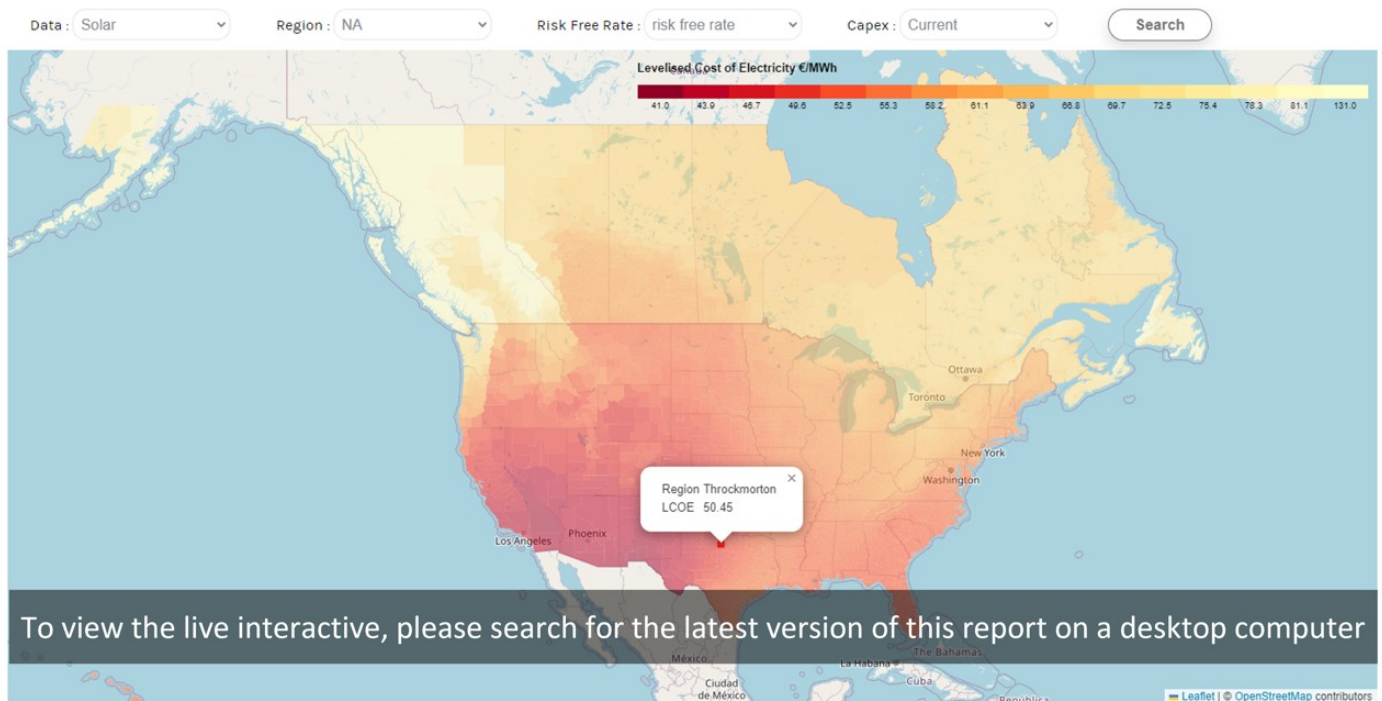 Data : Solar
Region : NA
Risk Free Rate : risk free rate
Capex : Current
Search
Levelised Cost of Electricity €/MWh
41.0 43.9 46.7 49.6 52.5 55.3 58.2 61.1 63.9 66.8 69.7 72.5 75.4 78.3 81.1 131.0
Ottawa
Toronto
New York
Washington
Region Throckmorton
LCOE 50.45
×
Phoenix
Los Angeles
To view the live interactive, please search for the latest version of this report on a desktop computer
México
La Habana
The Bahamas
Cuba
Ciudad
de México
Leaflet | © OpenStreetMap contributors